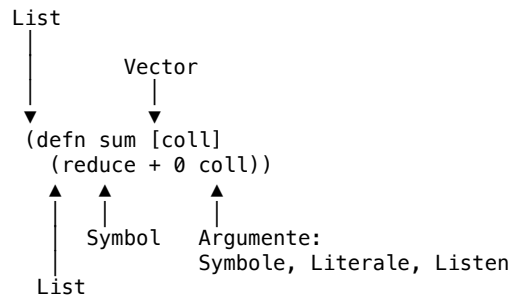 List
Vector
(defn sum [coll]
(reduce + 0 coll))
Symbol Argumente:
Symbole, Literale, Listen
List